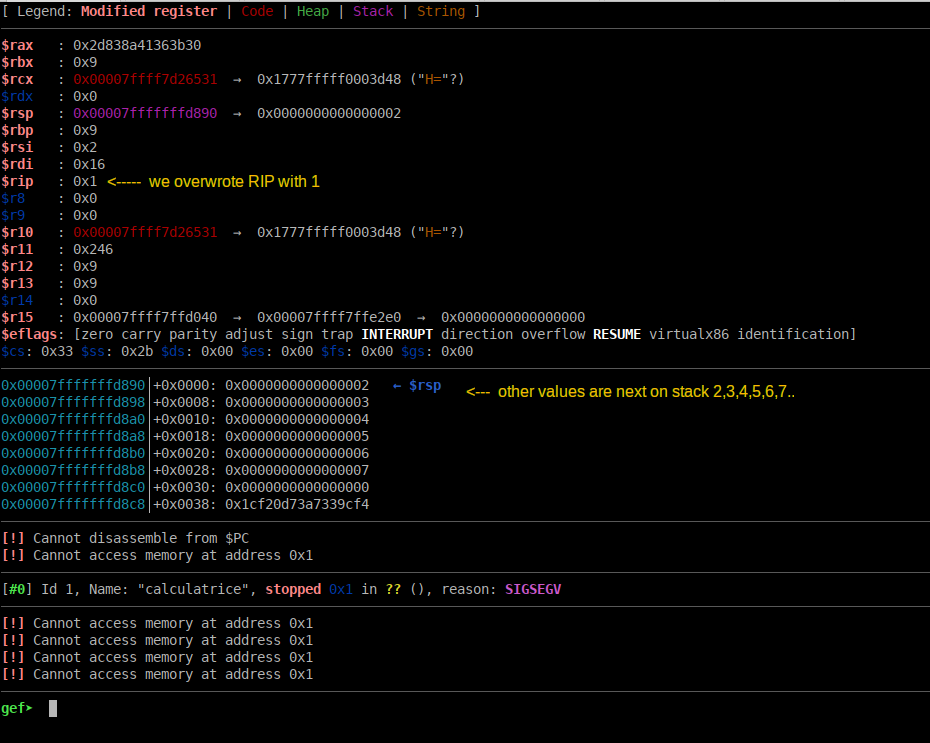 [ Legend: Modified register | Code | Heap | Stack | String ]
$rax   : 0x2d838a41363b30
$rbx   : 0x9
$rcx   : 0x00007ffff7d26531  →  0x1777fffff0003d48 ("H="?)
$rdx   : 0x0
$rsp   : 0x00007fffffffd890  →  0x0000000000000002
$rbp   : 0x9
$rsi   : 0x2
$rdi   : 0x16
$rip   : 0x1 <----- we overwrote RIP with 1
$r8    : 0x0
$r9    : 0x0
$r10   : 0x00007ffff7d26531  →  0x1777fffff0003d48 ("H="?)
$r11   : 0x246
$r12   : 0x9
$r13   : 0x9
$r14   : 0x0
$r15   : 0x00007ffff7ffd040  →  0x00007ffff7ffe2e0  →  0x0000000000000000
$eflags: [zero carry parity adjust sign trap INTERRUPT direction overflow RESUME virtualx86 identification]
$cs: 0x33 $ss: 0x2b $ds: 0x00 $es: 0x00 $fs: 0x00 $gs: 0x00
0x00007fffffffd890│+0x0000: 0x0000000000000002   ← $rsp <--- other values are next on stack 2,3,4,5,6,7..
0x00007fffffffd898│+0x0008: 0x0000000000000003
0x00007fffffffd8a0│+0x0010: 0x0000000000000004
0x00007fffffffd8a8│+0x0018: 0x0000000000000005
0x00007fffffffd8b0│+0x0020: 0x0000000000000006
0x00007fffffffd8b8│+0x0028: 0x0000000000000007
0x00007fffffffd8c0│+0x0030: 0x0000000000000000
0x00007fffffffd8c8│+0x0038: 0x1cf20d73a7339cf4
[!] Cannot disassemble from $PC
[!] Cannot access memory at address 0x1
[#0] Id 1, Name: "calculatrice", stopped 0x1 in ?? (), reason: SIGSEGV
[!] Cannot access memory at address 0x1
[!] Cannot access memory at address 0x1
[!] Cannot access memory at address 0x1
[!] Cannot access memory at address 0x1
gef➤